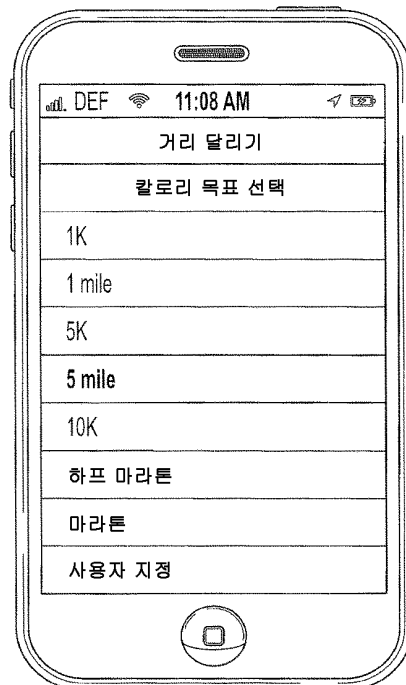 DEF 11:08 AM
거리 달리기
칼로리 목표 선택
1K
1 mile
5K
5 mile
10K
하프 마라톤
마라톤
사용자 지정